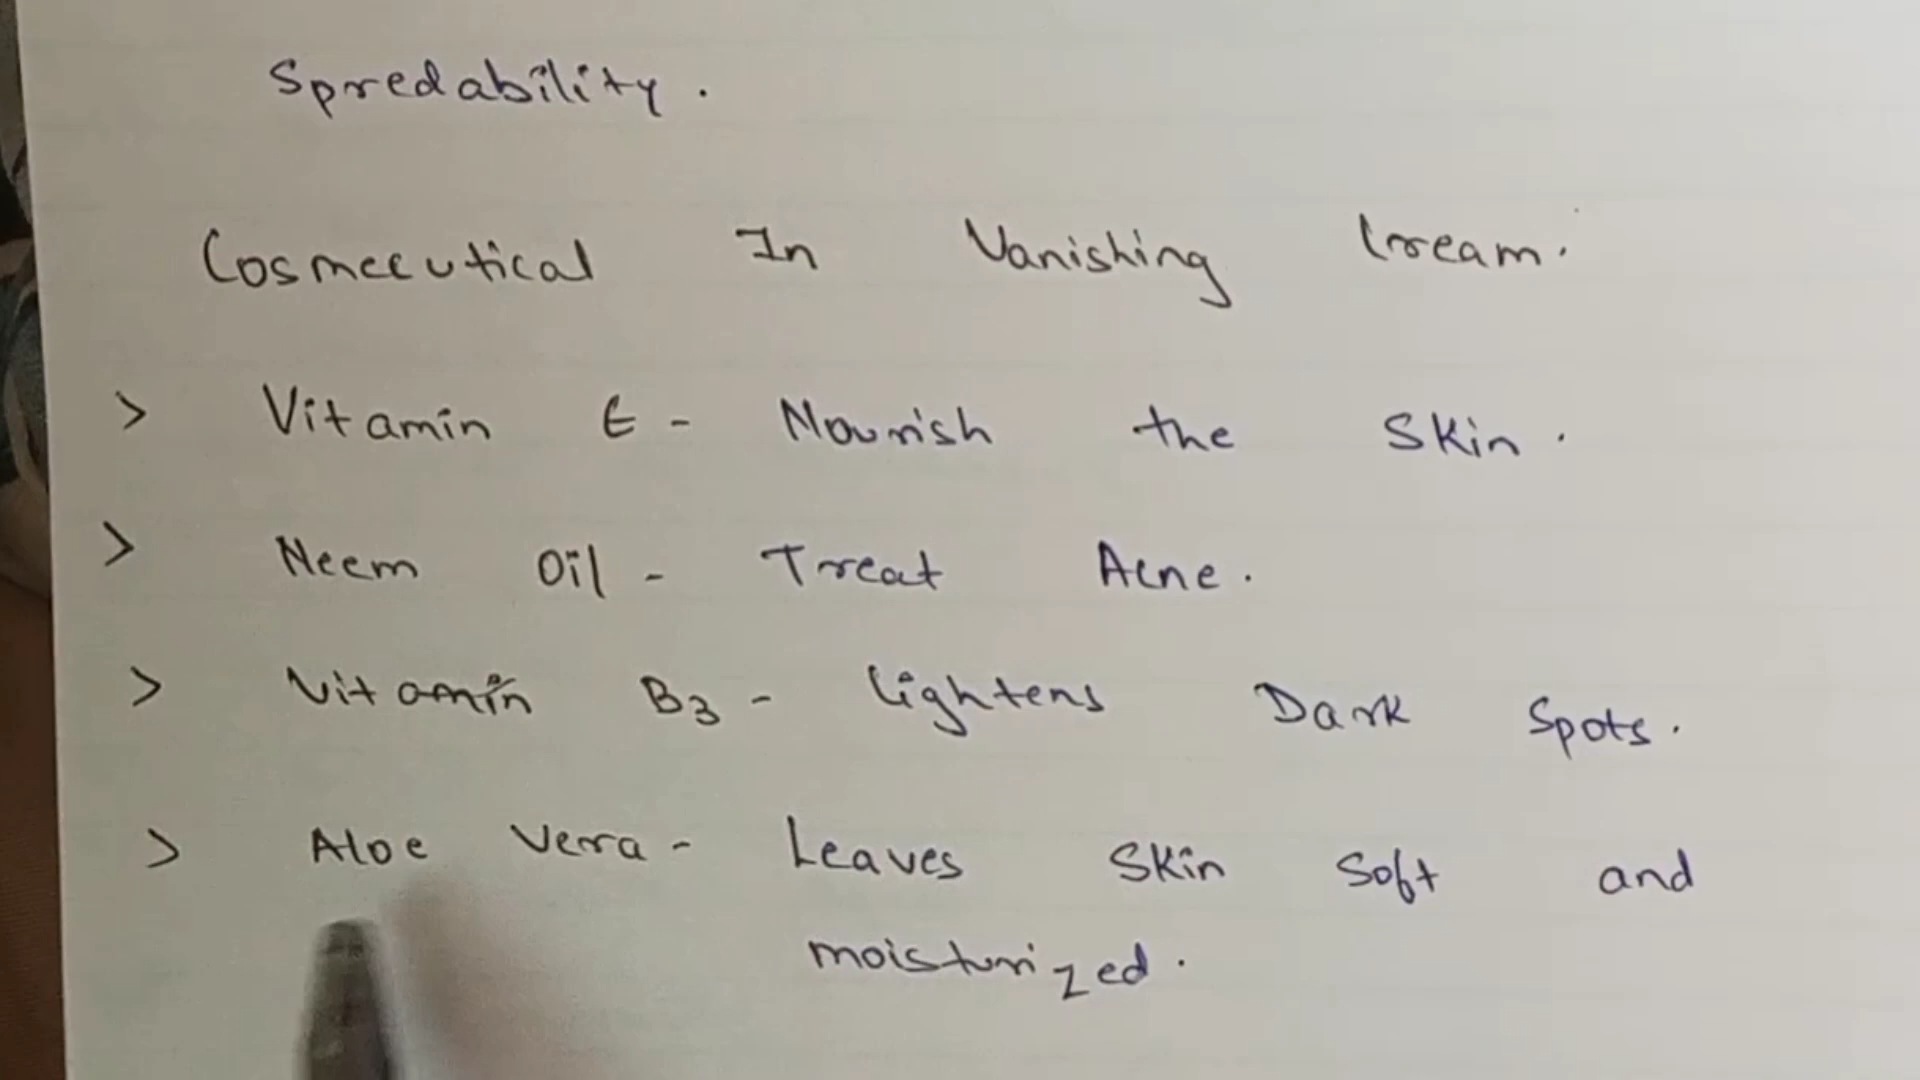 Spredability.
Cosmecutical In Vanishing Cream.
> Vitamin E - Nourish the Skin.
> Neem Oil - Treat Acne.
> Vitamin B3 - Lightens Dark Spots.
> Aloe Vera - Leaves Skin Soft and
moisturized.